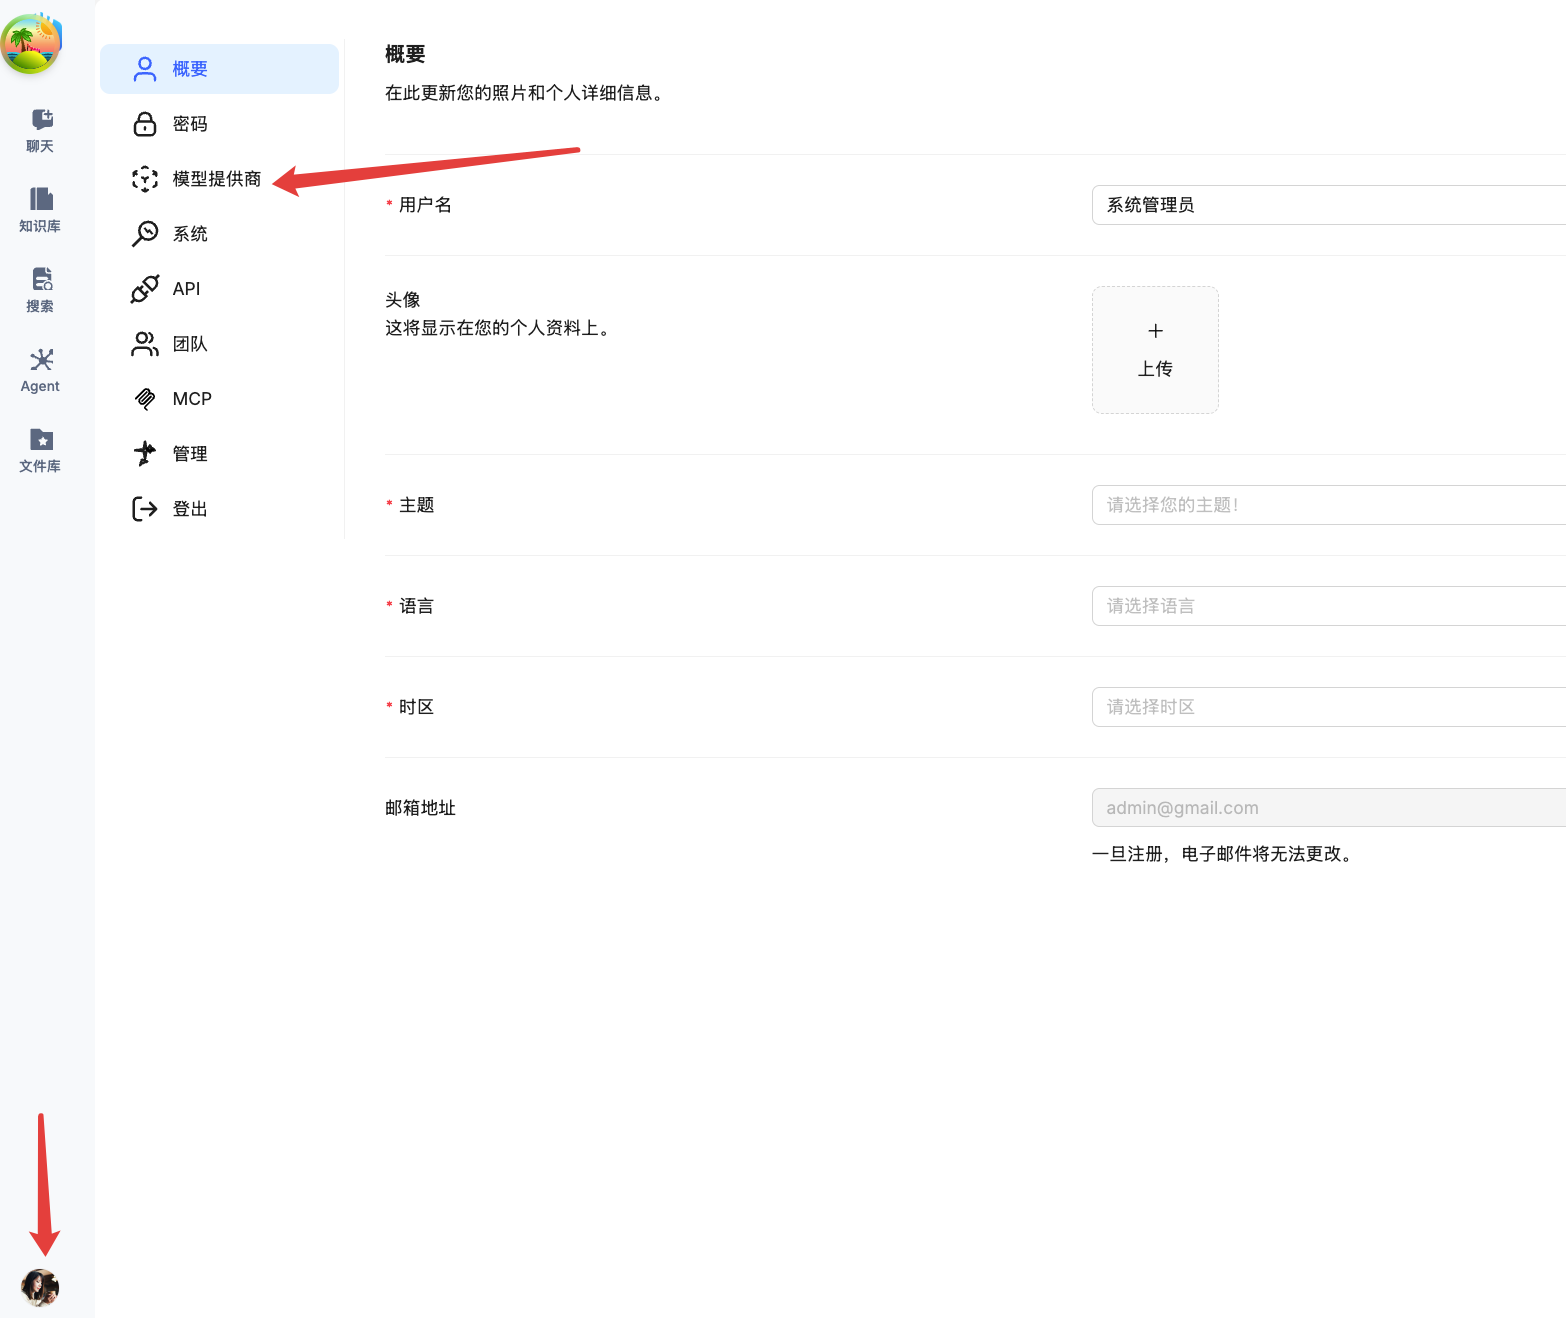 聊天
知识库
搜索
Agent
文件库
概要
密码
模型提供商
系统
API
团队
MCP
管理
登出
概要
在此更新您的照片和个人详细信息。
* 用户名
系统管理员
头像
这将显示在您的个人资料上。
上传
* 主题
请选择您的主题！
* 语言
请选择语言
* 时区
请选择时区
邮箱地址
admin@gmail.com
一旦注册，电子邮件将无法更改。